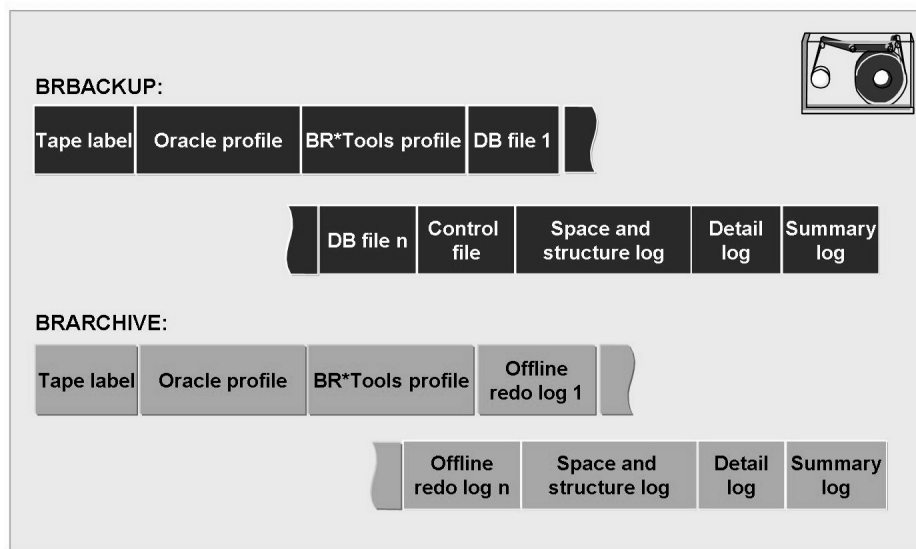 BRBACKUP:
Tape label
Oracle profile
BR*Tools profile
DB file 1
DB file n
Control
file
Space and
structure log
Detail
log
Summary
log
BRARCHIVE:
Tape label
Oracle profile
BR*Tools profile
Offline
redo log 1
Offline
redo log n
Space and
structure log
Detail
log
Summary
log